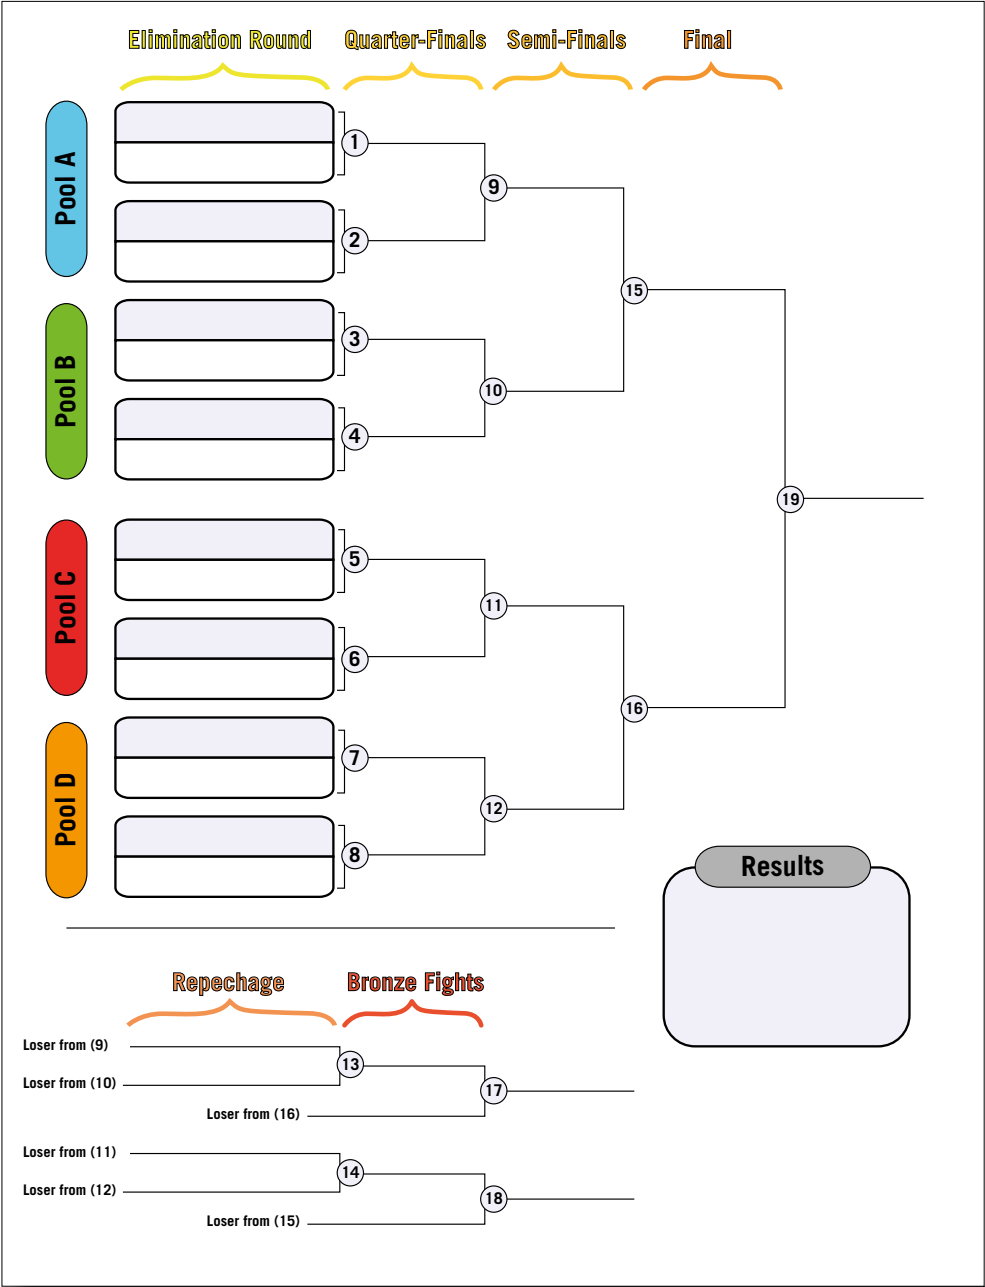 Elimination Round Quarter-Finals Semi-Finals Final
Pool A
1
9
2
15
Pool B
3
10
4
19
Pool C
5
11
6
16
Pool D
7
12
8
Results
Repechage Bronze Fights
Loser from (9)
13
Loser from (10)
17
Loser from (16)
Loser from (11)
14
Loser from (12)
18
Loser from (15)